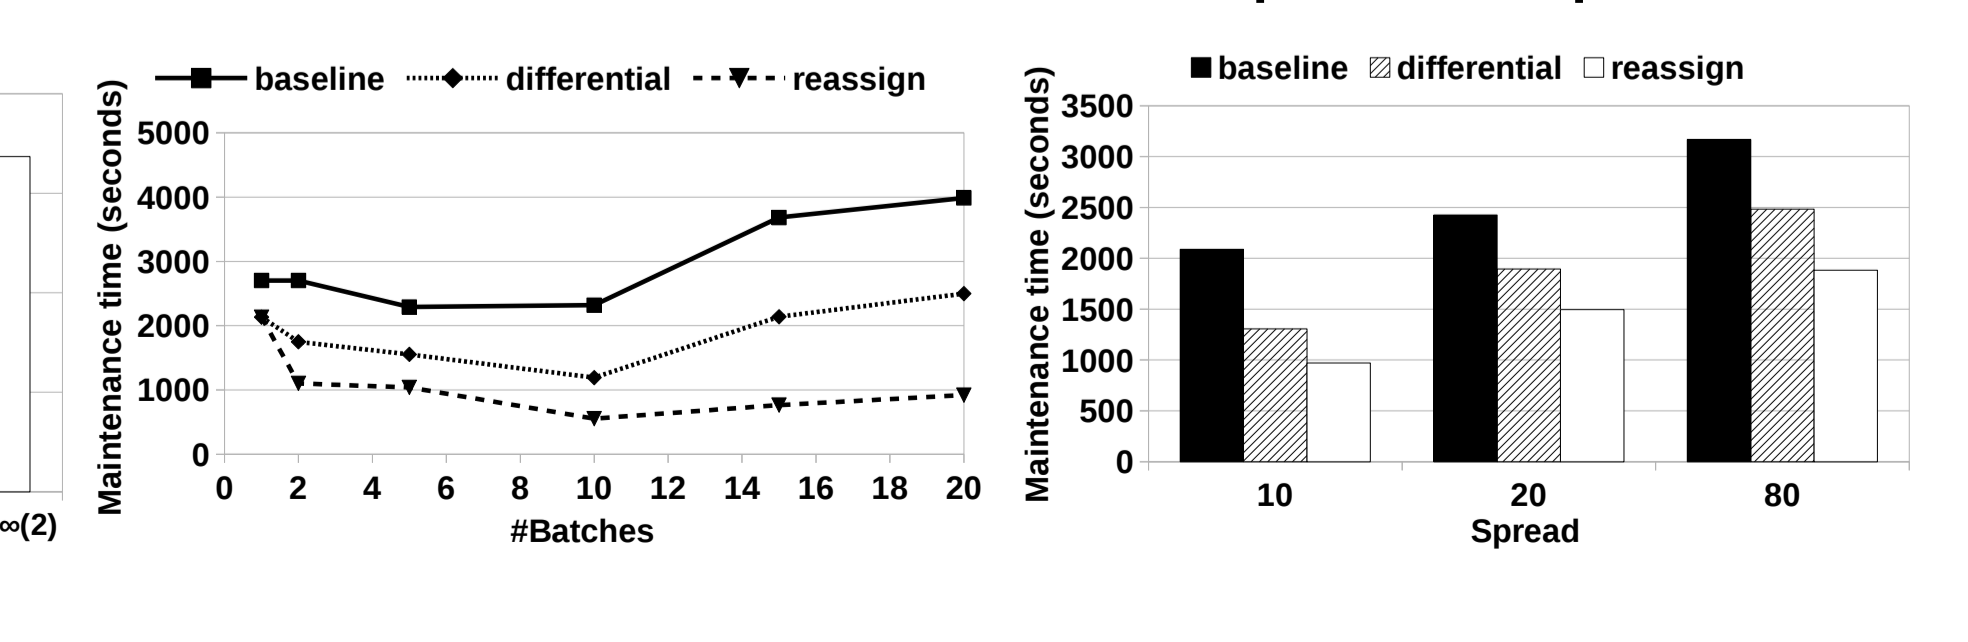 ∞(2)
baseline differential reassign
Maintenance time (seconds)
5000
4000
3000
2000
1000
0
0 2 4 6 8 10 12 14 16 18 20
#Batches
baseline differential reassign
Maintenance time (seconds)
3500
3000
2500
2000
1500
1000
500
0
10 20 80
Spread